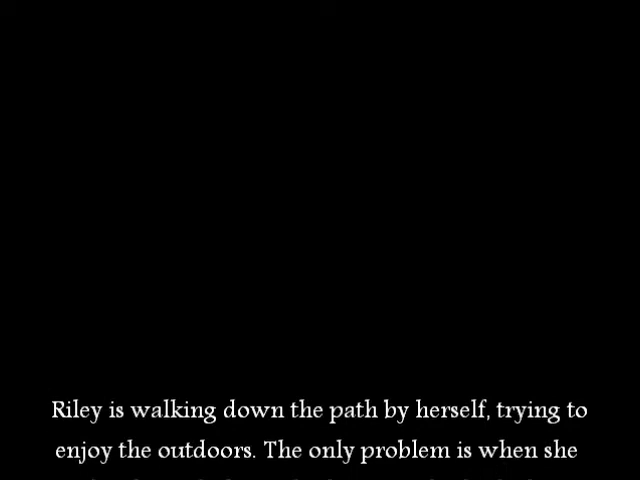 Riley is walking down the path by herself, trying to
enjoy the outdoors. The only problem is when she